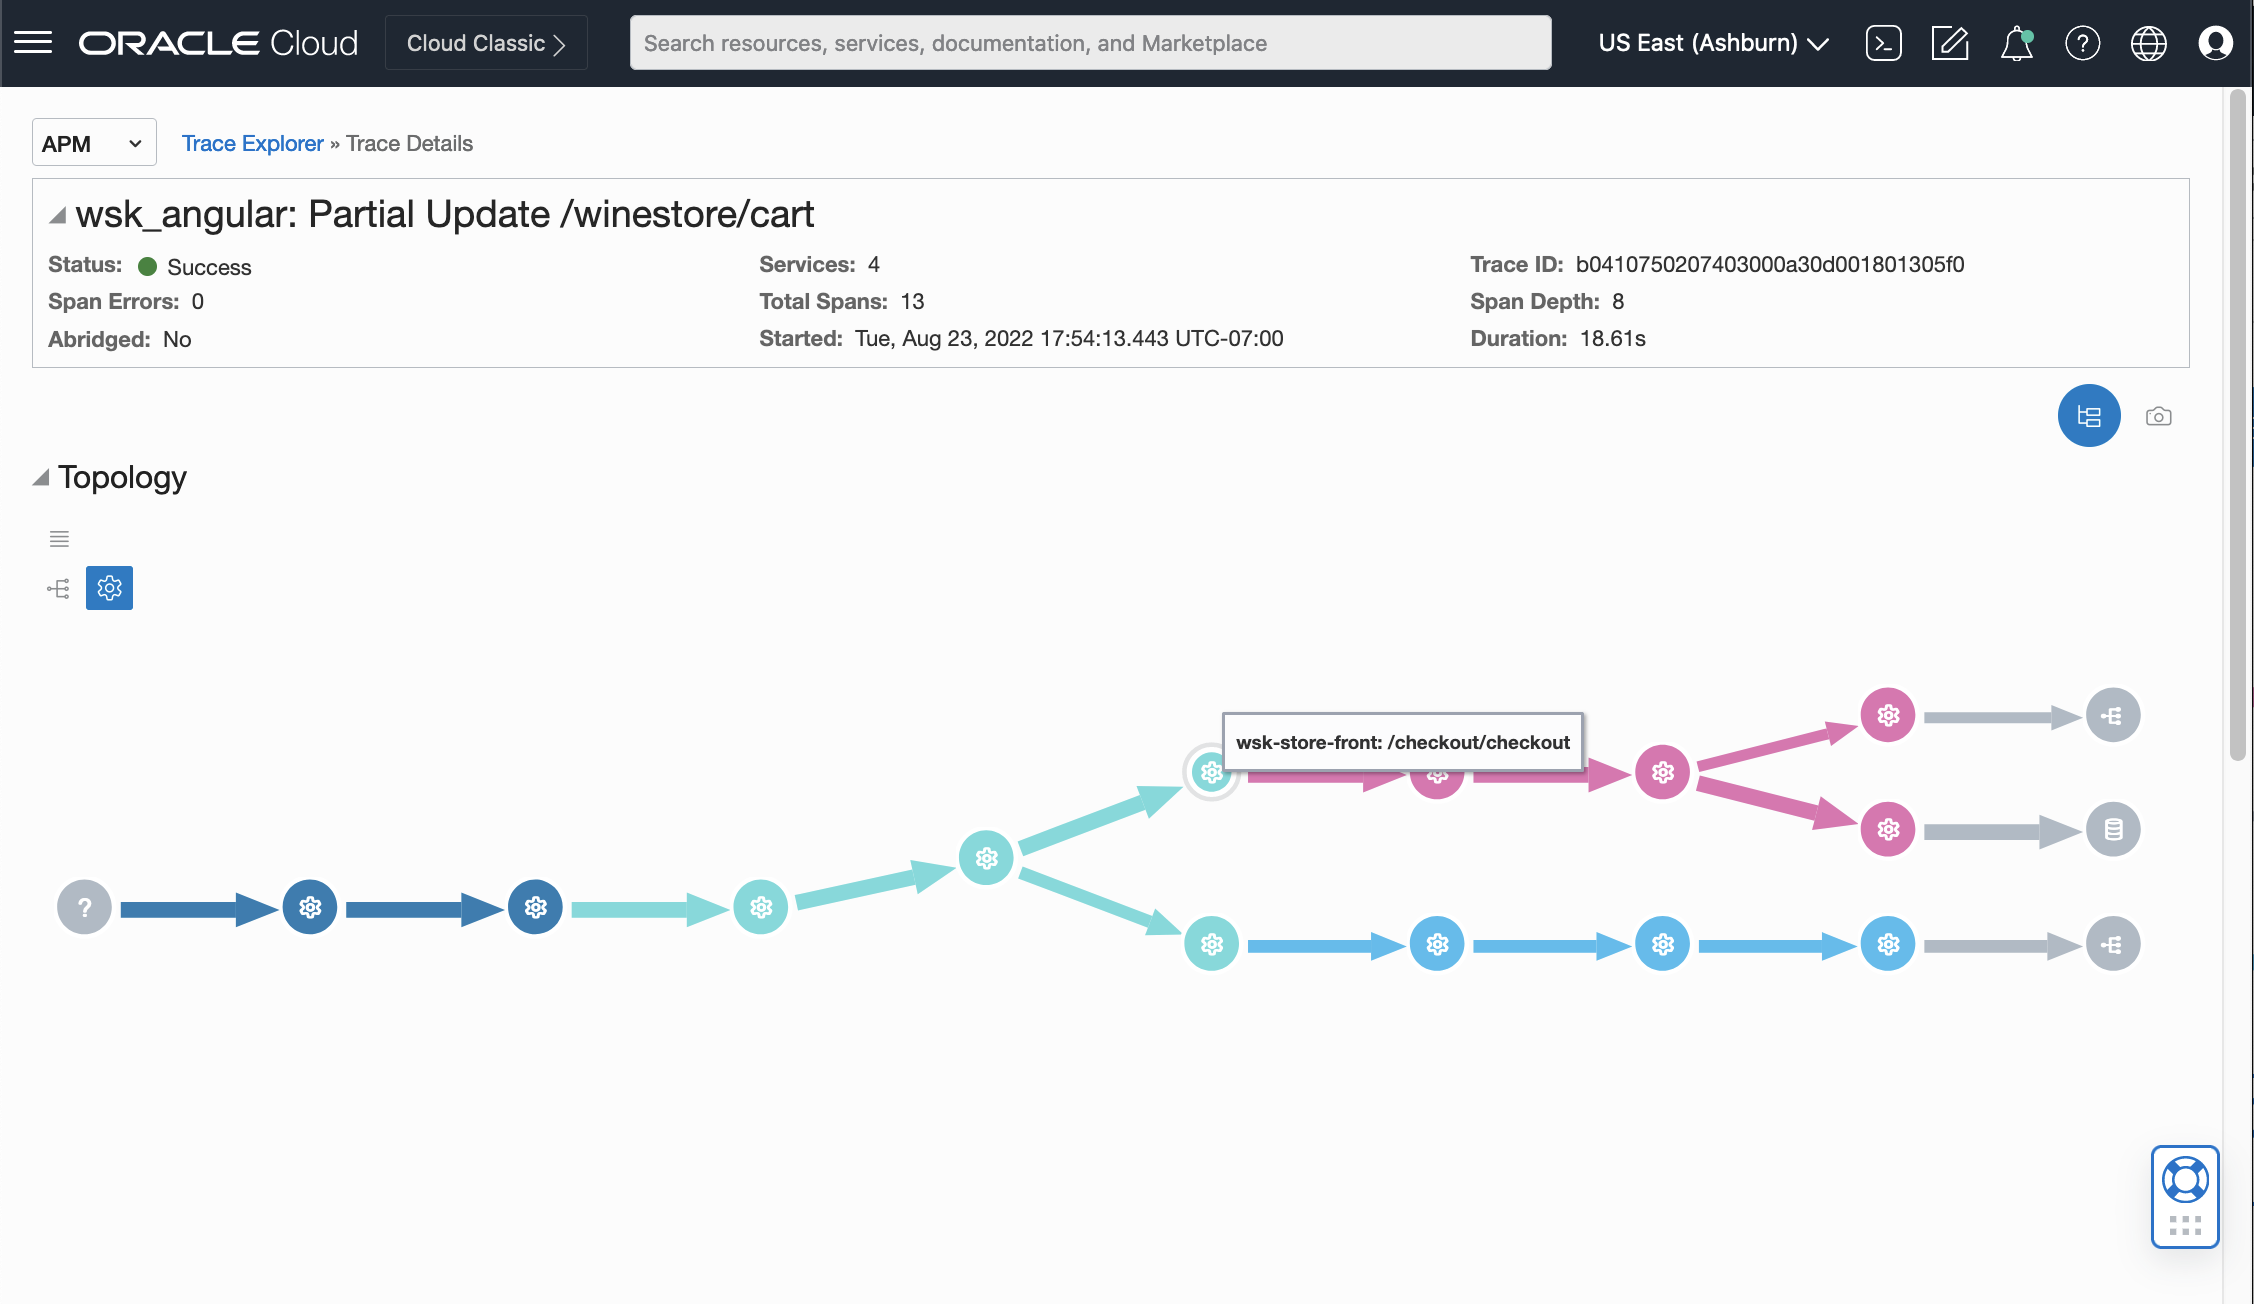 ORACLE Cloud
Cloud Classic
Search resources, services, documentation, and Marketplace
US East (Ashburn)
APM
Trace Explorer » Trace Details
wsk_angular: Partial Update /winestore/cart
Status: Success
Services: 4
Trace ID: b0410750207403000a30d001801305f0
Span Errors: 0
Total Spans: 13
Span Depth: 8
Abridged: No
Started: Tue, Aug 23, 2022 17:54:13.443 UTC-07:00
Duration: 18.61s
Topology
wsk-store-front: /checkout/checkout
?